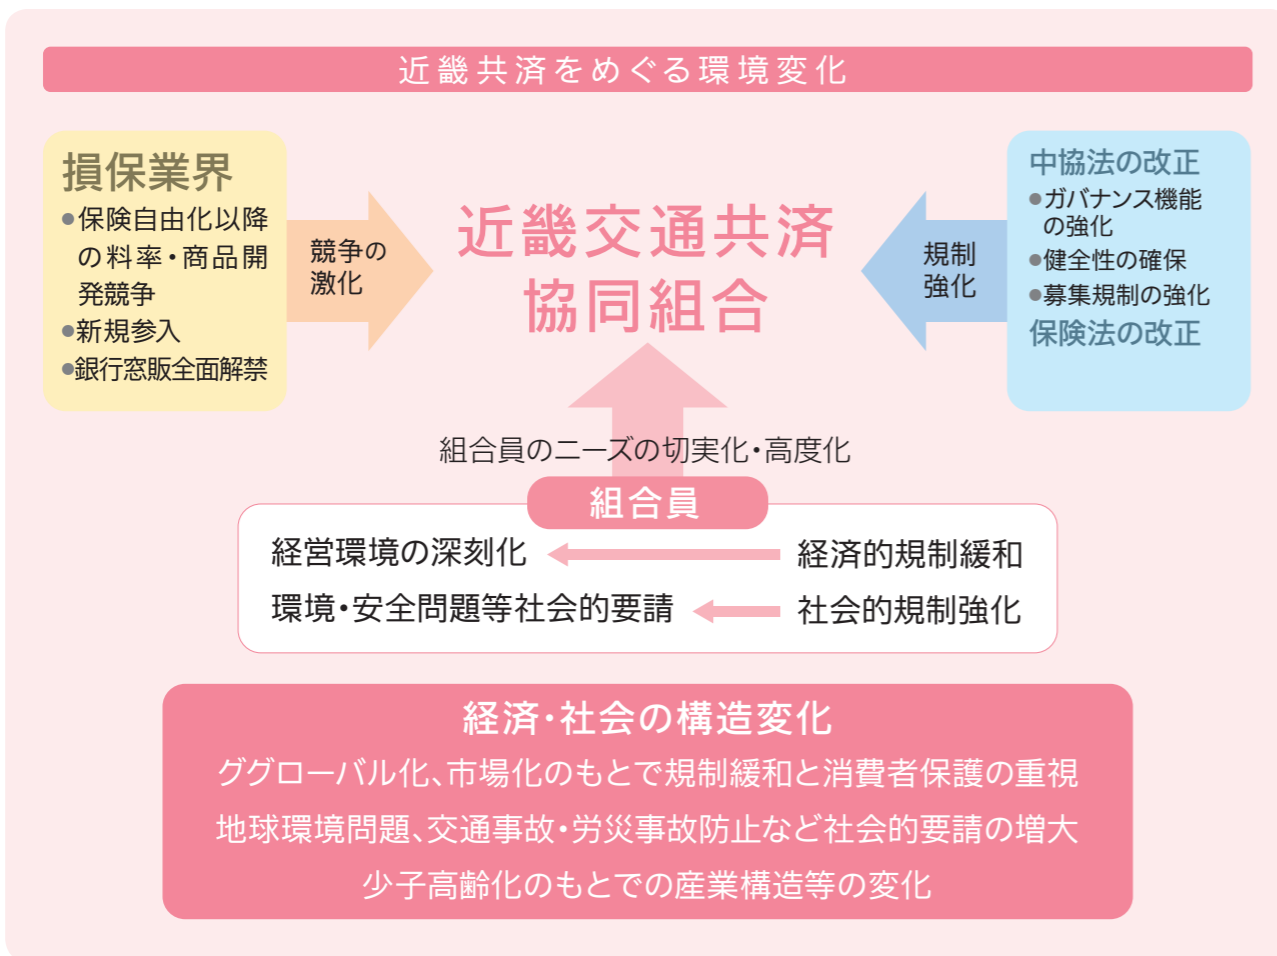 近畿共済をめぐる環境変化
損保業界
●保険自由化以降
の料率・商品開
発競争
●新規参入
●銀行窓販全面解禁
競争の
激化
近畿交通共済
協同組合
規制
強化
中協法の改正
●ガバナンス機能
の強化
●健全性の確保
●募集規制の強化
保険法の改正
組合員のニーズの切実化・高度化
組合員
経営環境の深刻化
経済的規制緩和
環境・安全問題等社会的要請
社会的規制強化
経済・社会の構造変化
ググローバル化、市場化のもとで規制緩和と消費者保護の重視
地球環境問題、交通事故・労災事故防止など社会的要請の増大
少子高齢化のもとでの産業構造等の変化